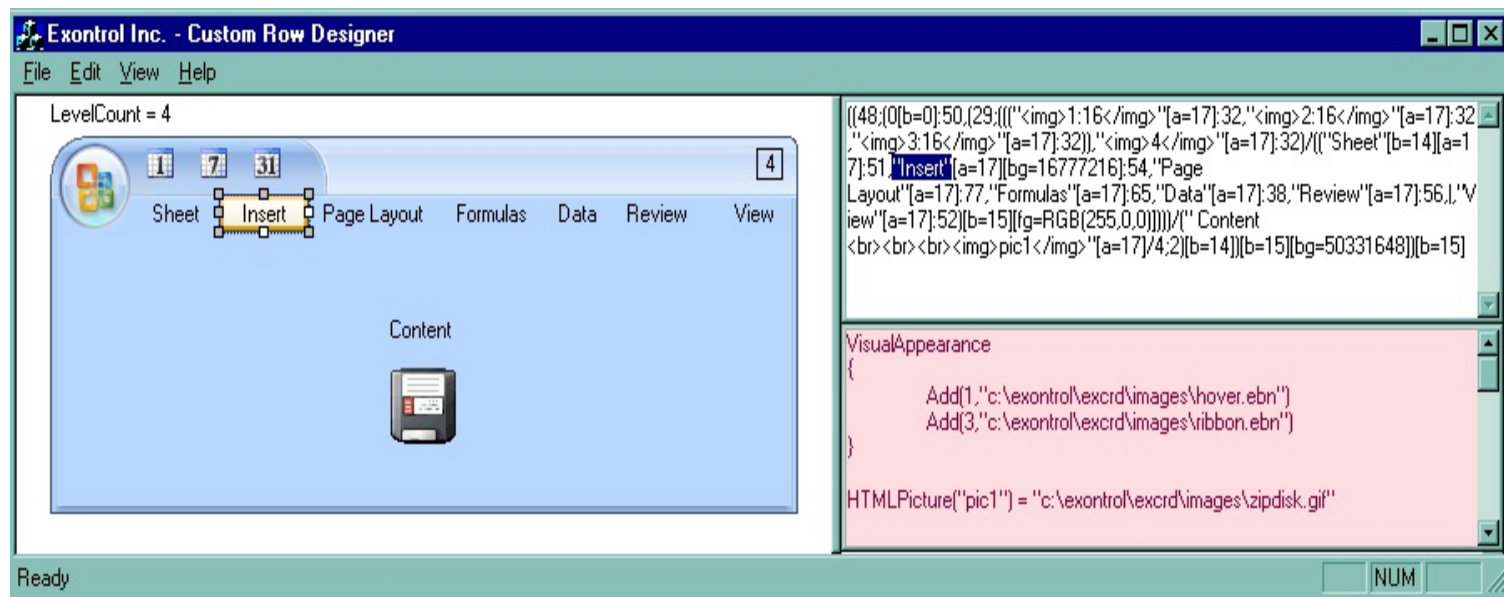 Exontrol Inc. - Custom Row Designer
File Edit View Help
LevelCount = 4
1 7 31
4
Sheet Insert Page Layout Formulas Data Review View
Content
((48;(0[b=0]:50,(29;((("<img>1:16</img>"[a=17]:32,"<img>2:16</img>"[a=17]:32
,"<img>3:16</img>"[a=17]:32)),"<img>4</img>"[a=17]:32)/(("Sheet"[b=14][a=1
7]:51,"Insert"[a=17][bg=16777216]:54,"Page
Layout"[a=17]:77,"Formulas"[a=17]:65,"Data"[a=17]:38,"Review"[a=17]:56,|,"V
iew"[a=17]:52)[b=15][fg=RGB(255,0,0)]))))/(" Content
<br><br><br><img>pic1</img>"[a=17]/4;2)[b=14])[b=15][bg=50331648])[b=15]
VisualAppearance
{
Add(1,"c:\exontrol\excrd\images\hover.ebn")
Add(3,"c:\exontrol\excrd\images\ribbon.ebn")
}
HTMLPicture("pic1") = "c:\exontrol\excrd\images\zipdisk.gif"
Ready
NUM